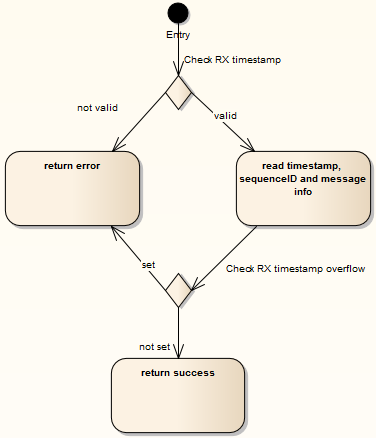 Entry
Check RX timestamp
not valid
valid
return error
read timestamp,
sequenceID and message
info
set
Check RX timestamp overflow
not set
return success